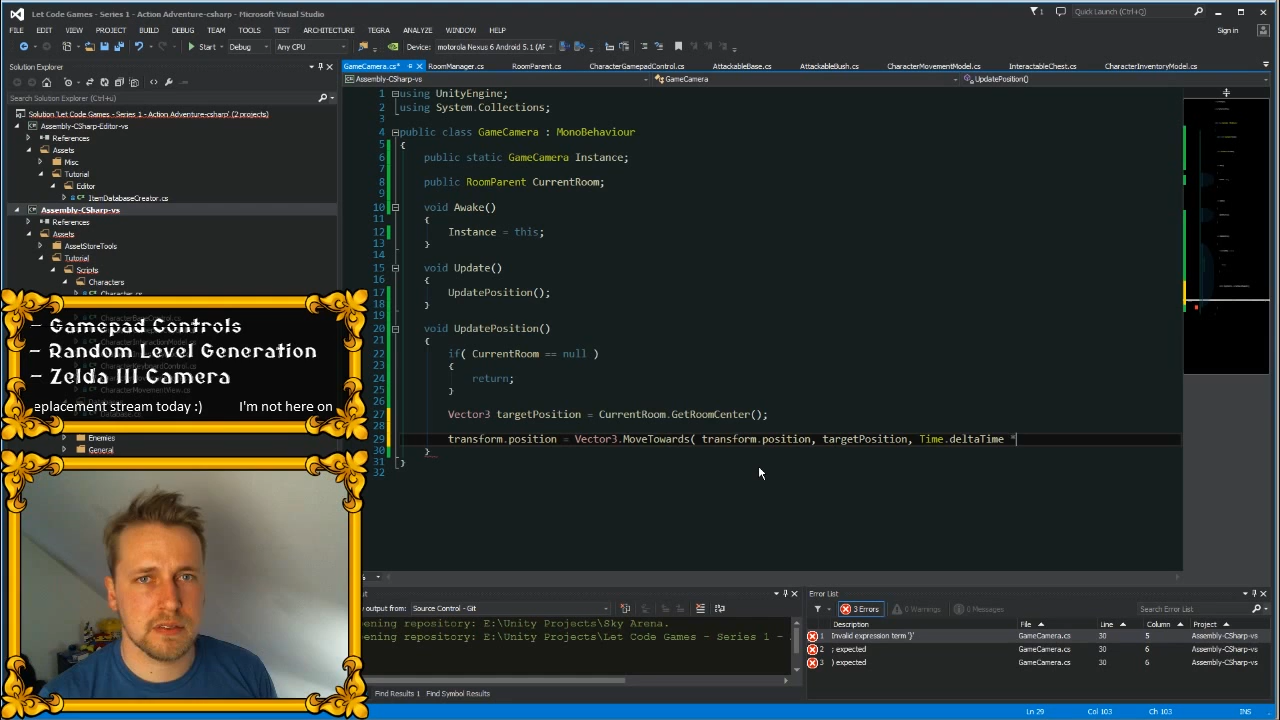 Let Code Games - Series 1 - Action Adventure-csharp - Microsoft Visual Studio
1
Quick Launch (Ctrl+Q)
FILE EDIT VIEW PROJECT BUILD DEBUG TEAM TOOLS TEST ARCHITECTURE TEGRA ANALYZE WINDOW HELP
Sign in
Start Debug Any CPU Device: motorola Nexus 6 Android 5.1 (AF
Solution Explorer
GameCamera.cs* RoomManager.cs RoomParent.cs CharacterGamepadControl.cs AttackableBase.cs AttackableBush.cs CharacterMovementModel.cs InteractableChest.cs CharacterInventoryModel.cs
Assembly-CSharp-vs GameCamera UpdatePosition()
Search Solution Explorer (Ctrl+ü)
Solution 'Let Code Games - Series 1 - Action Adventure-csharp' (2 projects)
Assembly-CSharp-Editor-vs
References
Assets
Misc
Tutorial
Editor
ItemDatabaseCreator.cs
Assembly-CSharp-vs
References
Assets
AssetStoreTools
Tutorial
Scripts
Characters
Character.cs
- Gamepad Controls
- Random Level Generation
- Zelda III Camera
eplacement stream today :) I'm not here on
Enemies
General
1 using UnityEngine;
2 using System.Collections;
3
4 public class GameCamera : MonoBehaviour
5 {
6 public static GameCamera Instance;
7
8 public RoomParent CurrentRoom;
9
10 void Awake()
11 {
12 Instance = this;
13 }
14
15 void Update()
16 {
17 UpdatePosition();
18 }
19
20 void UpdatePosition()
21 {
22 if( CurrentRoom == null )
23 {
24 return;
25 }
26
27 Vector3 targetPosition = CurrentRoom.GetRoomCenter();
28
29 transform.position = Vector3.MoveTowards( transform.position, targetPosition, Time.deltaTime *
30 }
31 }
32
output from: Source Control - Git
ening repository: E:\Unity Projects\Sky Arena.
ening repository: E:\Unity Projects\Let Code Games - Series 1 -
Find Results 1 Find Symbol Results
Error List
3 Errors 0 Warnings 0 Messages Search Error List
Description File Line Column Project
1 Invalid expression term '}' GameCamera.cs 30 5 Assembly-CSharp-vs
2 ; expected GameCamera.cs 30 6 Assembly-CSharp-vs
3 ) expected GameCamera.cs 30 6 Assembly-CSharp-vs
Ln 29 Col 103 Ch 103 INS